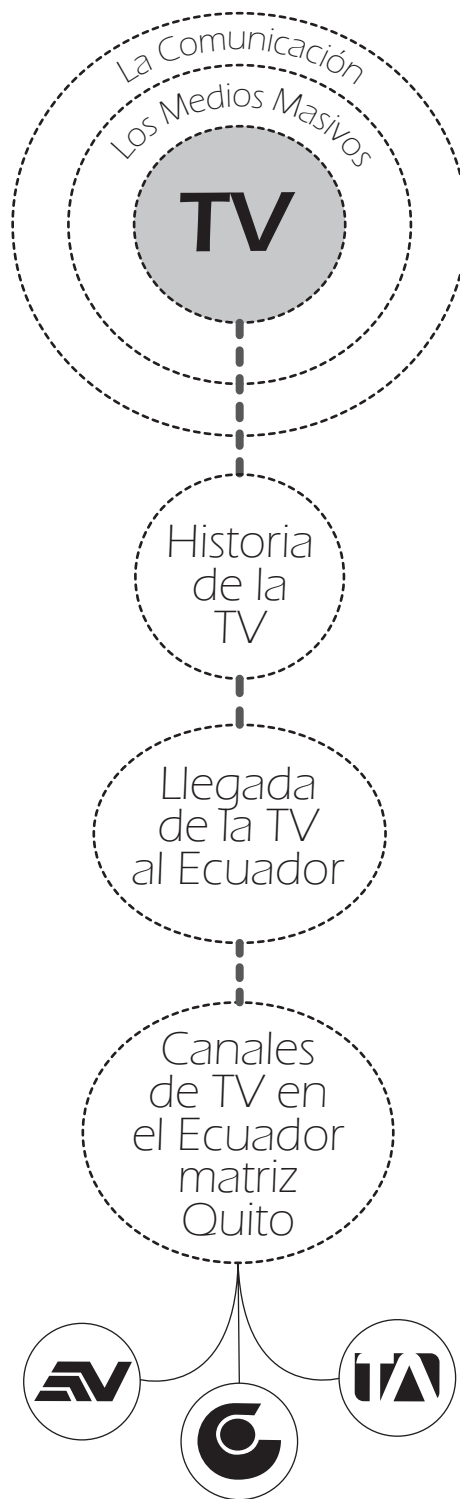 La Comunicación
Los Medios Masivos
TV
Historia
de la
TV
Llegada
de la TV
al Ecuador
Canales
de TV en
el Ecuador
matriz
Quito
TA